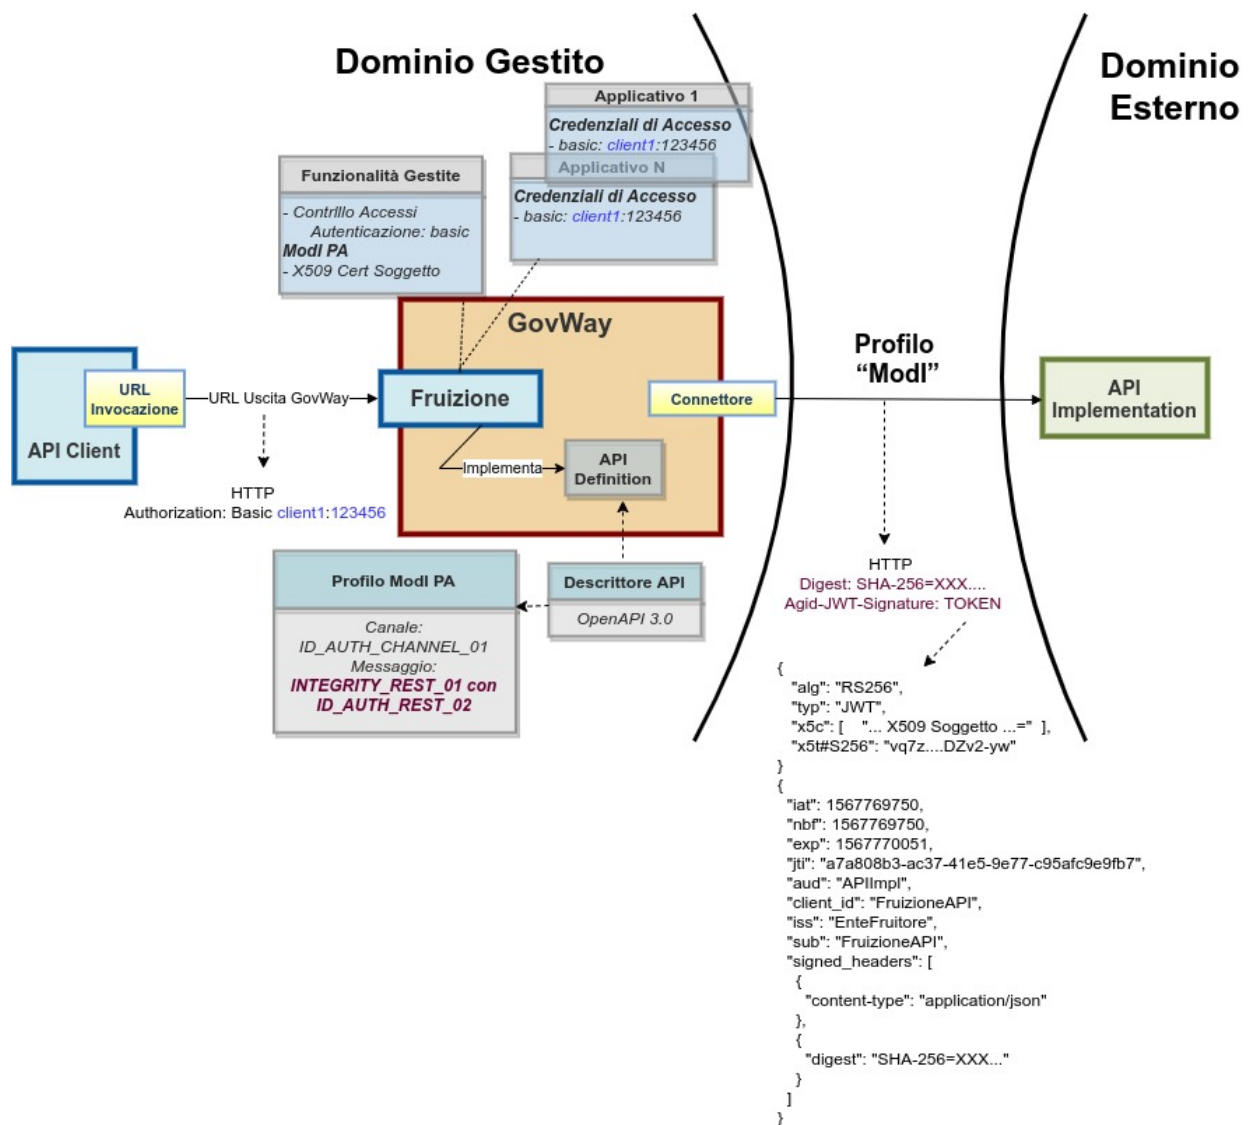 Dominio Gestito
Dominio
Esterno
Applicativo 1
Credenziali di Accesso
- basic: client1:123456
Applicativo N
Credenziali di Accesso
- basic: client1:123456
Funzionalità Gestite
- Contrlllo Accessi
Autenticazione: basic
ModI PA
- X509 Cert Soggetto
GovWay
Profilo
“ModI”
URL
Invocazione
API Client
URL Uscita GovWay
Fruizione
Connettore
API
Implementation
Implementa
API
Definition
HTTP
Authorization: Basic client1:123456
Profilo ModI PA
Canale:
ID_AUTH_CHANNEL_01
Messaggio:
INTEGRITY_REST_01 con
ID_AUTH_REST_02
Descrittore API
OpenAPI 3.0
HTTP
Digest: SHA-256=XXX....
Agid-JWT-Signature: TOKEN
{
"alg": "RS256",
"typ": "JWT",
"x5c": [ "... X509 Soggetto ...=" ],
"x5t#S256": "vq7z....DZv2-yw"
}
{
"iat": 1567769750,
"nbf": 1567769750,
"exp": 1567770051,
"jti": "a7a808b3-ac37-41e5-9e77-c95afc9e9fb7",
"aud": "APIImpl",
"client_id": "FruizioneAPI",
"iss": "EnteFruitore",
"sub": "FruizioneAPI",
"signed_headers": [
{
"content-type": "application/json"
},
{
"digest": "SHA-256=XXX..."
}
]
}